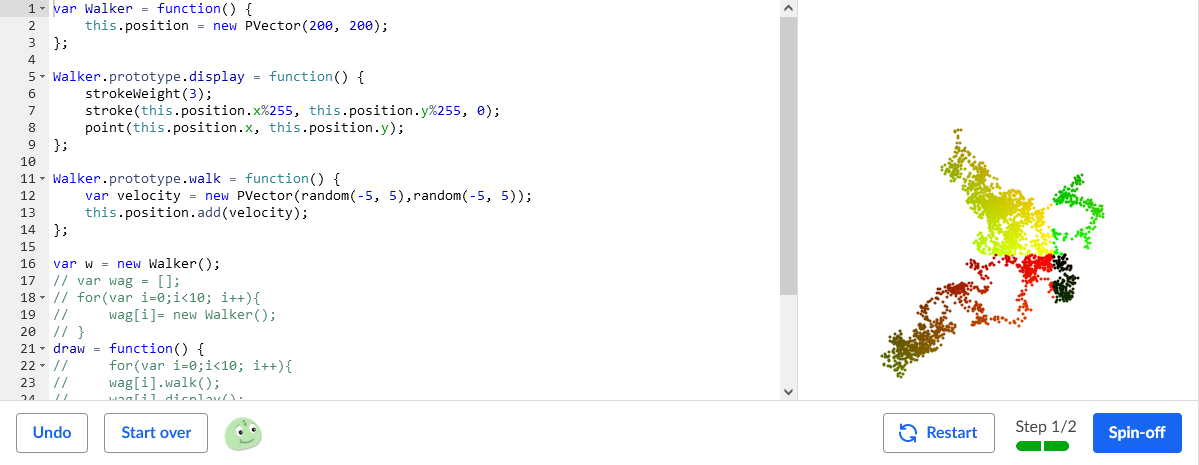 1 var Walker = function() {
2 this.position = new PVector(200, 200);
3 };
4
5 Walker.prototype.display = function() {
6 strokeWeight(3);
7 stroke(this.position.x%255, this.position.y%255, 0);
8 point(this.position.x, this.position.y);
9 };
10
11 Walker.prototype.walk = function() {
12 var velocity = new PVector(random(-5, 5),random(-5, 5));
13 this.position.add(velocity);
14 };
15
16 var w = new Walker();
17 // var wag = [];
18 // for(var i=0;i<10; i++){
19 // wag[i]= new Walker();
20 // }
21 draw = function() {
22 // for(var i=0;i<10; i++){
23 // wag[i].walk();
24 // wag[i].display();
Undo Start over Restart Step 1/2 Spin-off